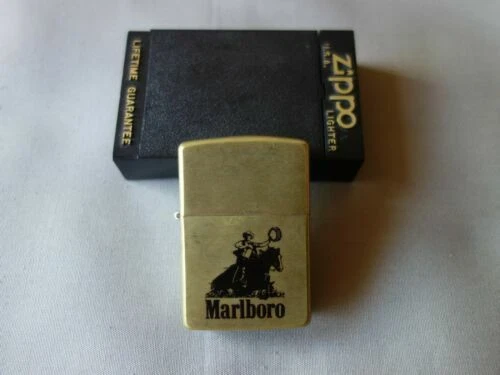 LIFETIME GUARANTEE
Zippo
U.S.A.
LIGHTER
Marlboro